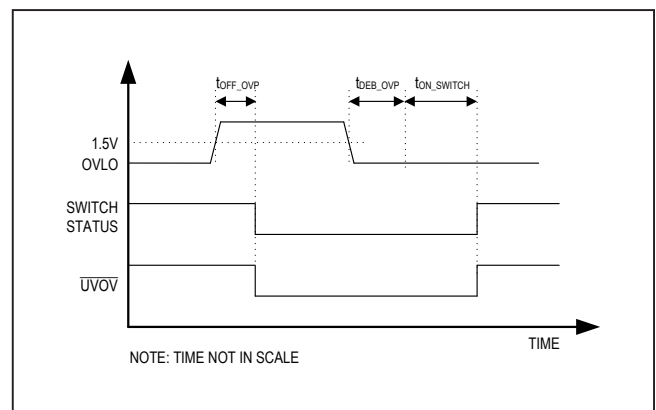 tOFF_OVP
tDEB_OVP
tON_SWITCH
1.5V
OVLO
SWITCH
STATUS
UVOV
TIME
NOTE: TIME NOT IN SCALE